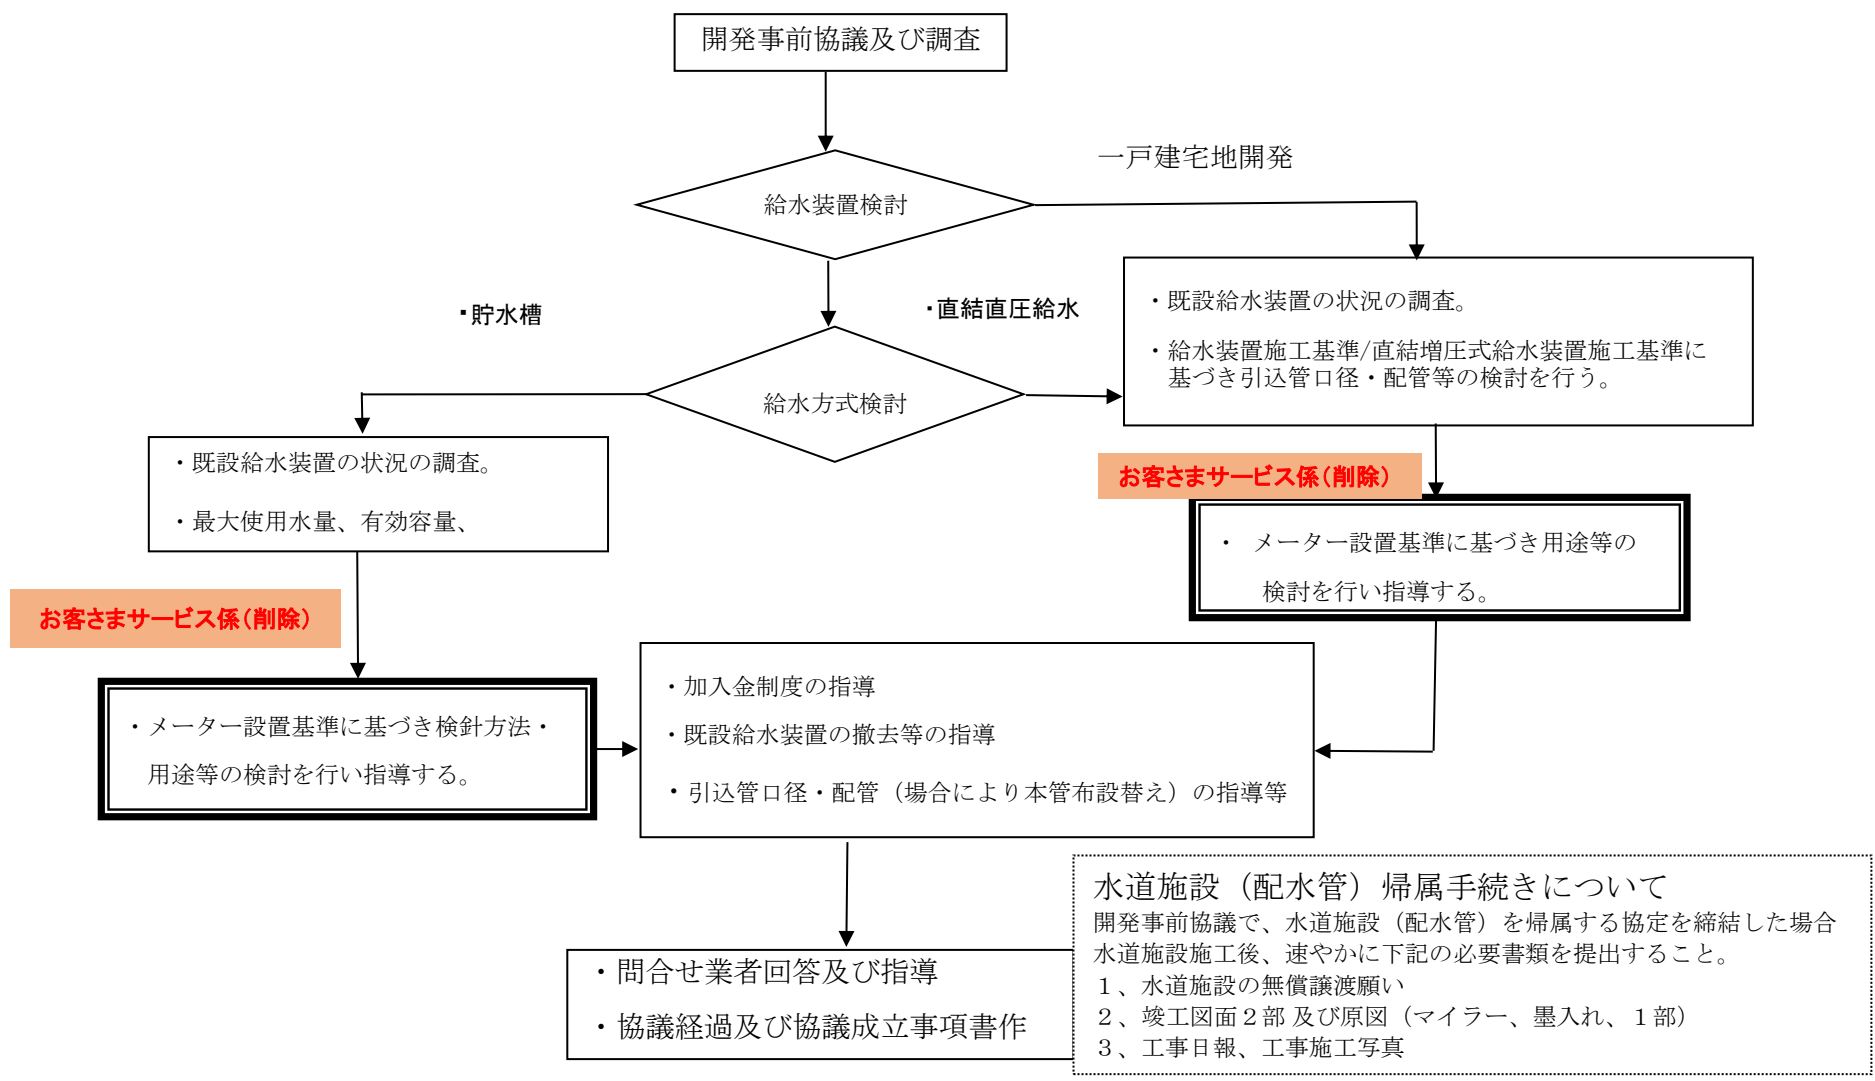 開発事前協議及び調査
一戸建宅地開発
給水装置検討
・貯水槽
・直結直圧給水
・既設給水装置の状況の調査。
・給水装置施工基準/直結増圧式給水装置施工基準に
基づき引込管口径・配管等の検討を行う。
給水方式検討
・既設給水装置の状況の調査。
・最大使用水量、有効容量、
お客さまサービス係(削除)
・ メーター設置基準に基づき用途等の
検討を行い指導する。
お客さまサービス係(削除)
・メーター設置基準に基づき検針方法・
用途等の検討を行い指導する。
・加入金制度の指導
・既設給水装置の撤去等の指導
・引込管口径・配管（場合により本管布設替え）の指導等
・問合せ業者回答及び指導
・協議経過及び協議成立事項書作
水道施設（配水管）帰属手続きについて
開発事前協議で、水道施設（配水管）を帰属する協定を締結した場合
水道施設施工後、速やかに下記の必要書類を提出すること。
１、水道施設の無償譲渡願い
２、竣工図面２部 及び原図（マイラー、墨入れ、１部）
３、工事日報、工事施工写真